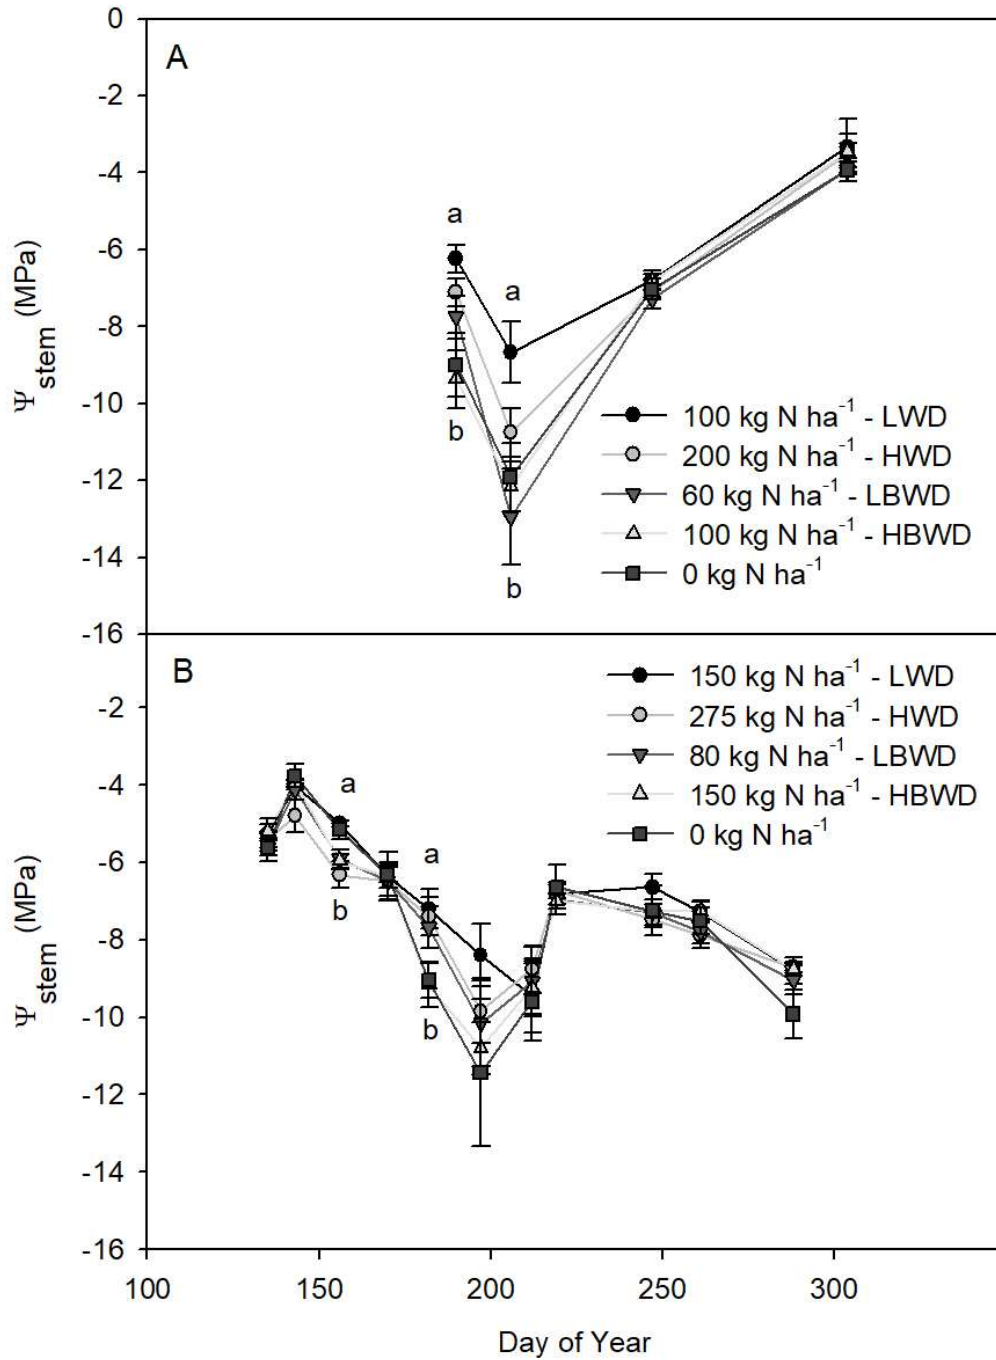 0
A
-2
-4
a
-6
a
-8
Ψstem (MPa)
-10
b
100 kg N ha-1 - LWD
200 kg N ha-1 - HWD
-12
60 kg N ha-1 - LBWD
100 kg N ha-1 - HBWD
-14
b
0 kg N ha-1
-16
B
150 kg N ha-1 - LWD
-2
275 kg N ha-1 - HWD
80 kg N ha-1 - LBWD
-4
a
150 kg N ha-1 - HBWD
0 kg N ha-1
-6
a
b
-8
Ψstem (MPa)
-10
b
-12
-14
-16
100 150 200 250 300
Day of Year